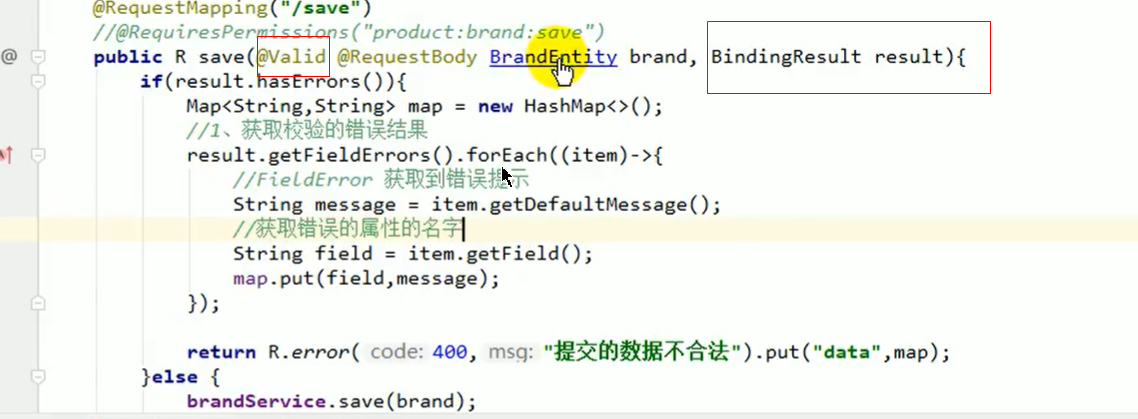 @RequestMapping("/save")
//@RequiresPermissions("product:brand:save")
public R save(@Valid @RequestBody BrandEntity brand, BindingResult result){
if(result.hasErrors()){
Map<String,String> map = new HashMap<>();
//1、获取校验的错误结果
result.getFieldErrors().forEach((item)->{
//FieldError 获取到错误提示
String message = item.getDefaultMessage();
//获取错误的属性的名字
String field = item.getField();
map.put(field,message);
});
return R.error( code: 400, msg: "提交的数据不合法").put("data",map);
}else {
brandService.save(brand);